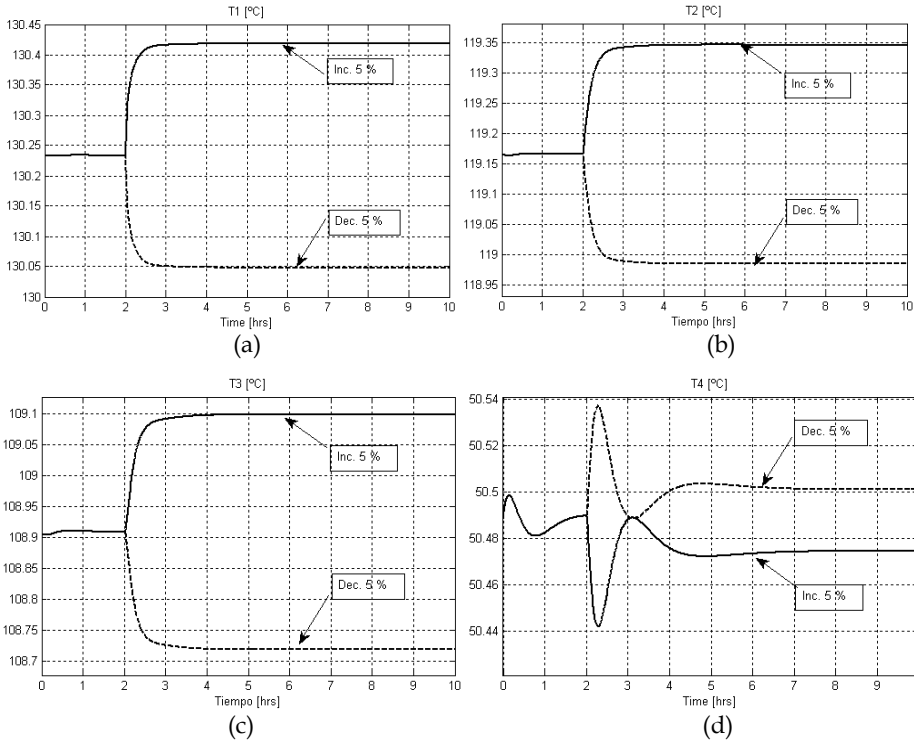 T1 [ºC]
130.45
130.4
130.35
130.3
130.25
130.2
130.15
130.1
130.05
130
Inc. 5 %
Dec. 5 %
0 1 2 3 4 5 6 7 8 9 10
Time [hrs]
(a)
T2 [ºC]
119.35
119.3
119.25
119.2
119.15
119.1
119.05
119
118.95
Inc. 5 %
Dec. 5 %
0 1 2 3 4 5 6 7 8 9 10
Tiempo [hrs]
(b)
T3 [ºC]
109.1
109.05
109
108.95
108.9
108.85
108.8
108.75
108.7
Inc. 5 %
Dec. 5 %
0 1 2 3 4 5 6 7 8 9 10
Tiempo [hrs]
(c)
T4 [ºC]
50.54
50.52
50.5
50.48
50.46
50.44
Dec. 5 %
Inc. 5 %
0 1 2 3 4 5 6 7 8 9
Time [hrs]
(d)